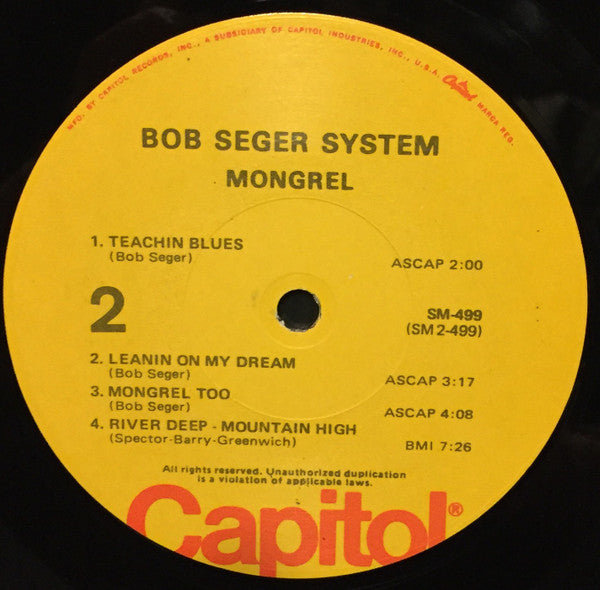 MFG. BY CAPITOL RECORDS, INC., A SUBSIDIARY OF CAPITOL INDUSTRIES, INC., U.S.A. Capitol MARCA REG.
BOB SEGER SYSTEM
MONGREL
1. TEACHIN BLUES
(Bob Seger) ASCAP 2:00
2
SM-499
(SM2-499)
2. LEANIN ON MY DREAM
(Bob Seger) ASCAP 3:17
3. MONGREL TOO
(Bob Seger) ASCAP 4:08
4. RIVER DEEP - MOUNTAIN HIGH
(Spector-Barry-Greenwich) BMI 7:26
All rights reserved. Unauthorized duplication
is a violation of applicable laws.
Capitol®